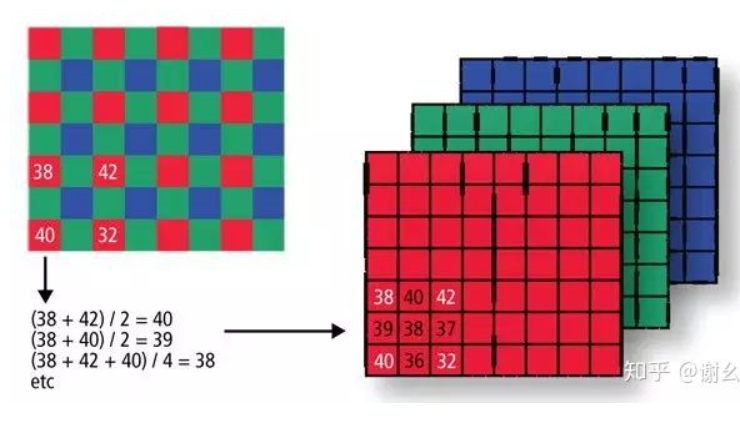 38 42
40 32
(38 + 42) / 2 = 40
(38 + 40) / 2 = 39
(38 + 42 + 40) / 4 = 38
etc
38 40 42
39 38 37
40 36 32
知乎 @谢幺